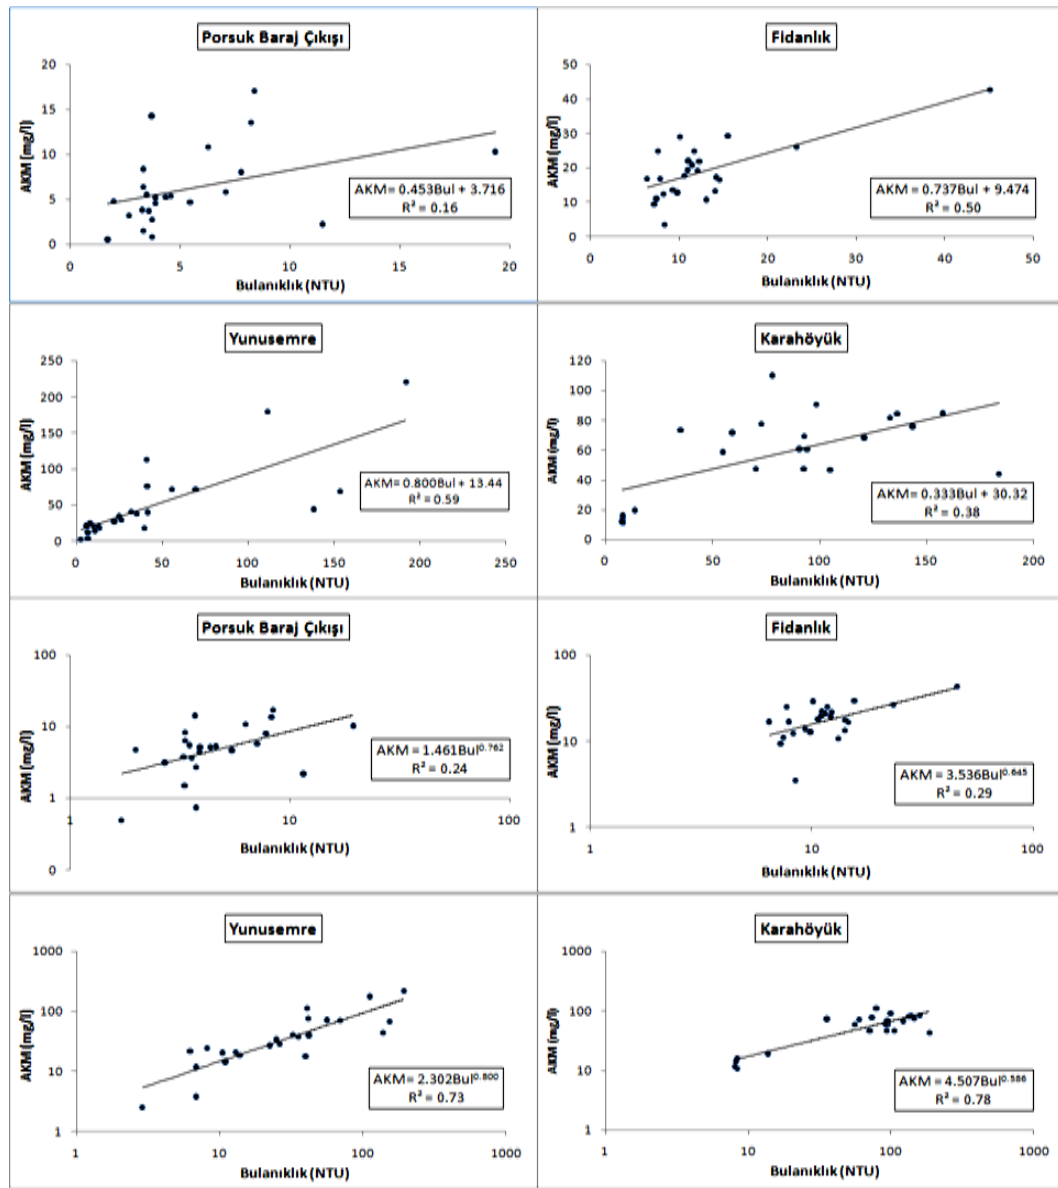 Porsuk Baraj Çıkışı
20
15
10
5
0
AKM (mg/l)
AKM= 0.453Bul + 3.716
R² = 0.16
0 5 10 15 20
Bulanıklık (NTU)
Fidanlık
50
40
30
20
10
0
AKM (mg/l)
AKM= 0.737Bul + 9.474
R² = 0.50
0 10 20 30 40 50
Bulanıklık (NTU)
Yunusemre
250
200
150
100
50
0
AKM (mg/l)
AKM= 0.800Bul + 13.44
R² = 0.59
0 50 100 150 200 250
Bulanıklık (NTU)
Karahöyük
120
100
80
60
40
20
0
AKM (mg/l)
AKM= 0.333Bul + 30.32
R² = 0.38
0 50 100 150 200
Bulanıklık (NTU)
Porsuk Baraj Çıkışı
100
10
1
0
AKM (mg/l)
AKM = 1.461Bul^0.762
R² = 0.24
1 10 100
Bulanıklık (NTU)
Fidanlık
100
10
1
AKM (mg/l)
AKM = 3.536Bul^0.645
R² = 0.29
1 10 100
Bulanıklık (NTU)
Yunusemre
1000
100
10
1
AKM (mg/l)
AKM= 2.302Bul^0.800
R² = 0.73
1 10 100 1000
Bulanıklık (NTU)
Karahöyük
1000
100
10
1
AKM (mg/l)
AKM = 4.507Bul^0.586
R² = 0.78
1 10 100 1000
Bulanıklık (NTU)